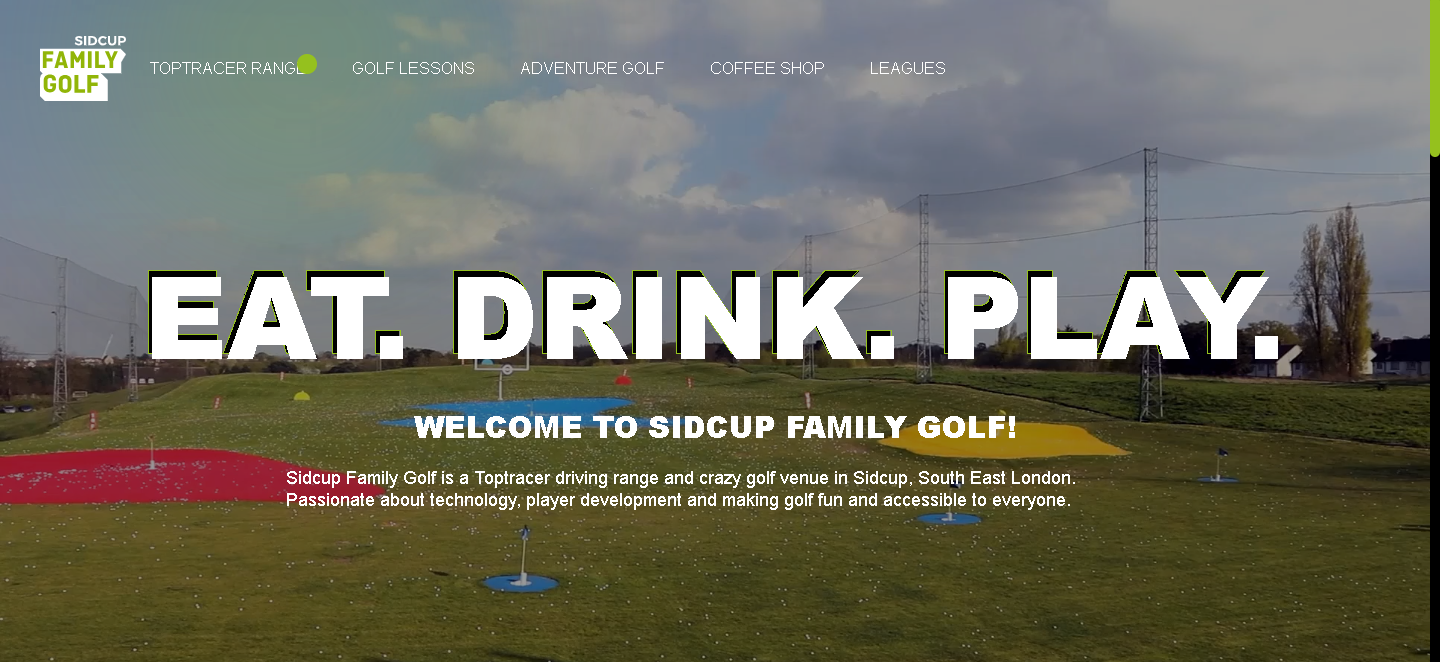 SIDCUP
FAMILY
GOLF
TOPTRACER RANGE
GOLF LESSONS
ADVENTURE GOLF
COFFEE SHOP
LEAGUES
EAT. DRINK. PLAY.
WELCOME TO SIDCUP FAMILY GOLF!
Sidcup Family Golf is a Toptracer driving range and crazy golf venue in Sidcup, South East London.
Passionate about technology, player development and making golf fun and accessible to everyone.